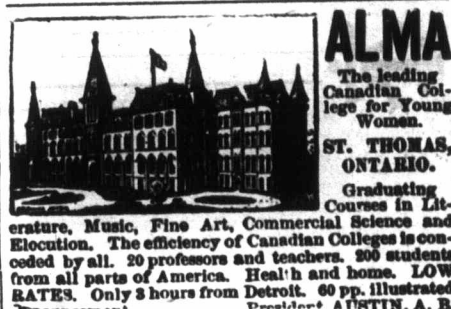 ALMA
The leading
Canadian Col-
lege for Young
Women.
ST. THOMAS,
ONTARIO.
Graduating
Courses in Lit-
erature, Music, Fine Art, Commercial Science and
Elocution. The efficiency of Canadian Colleges is con-
ceded by all. 20 professors and teachers. 200 students
from all parts of America. Health and home. LOW
RATES. Only 3 hours from Detroit. 60 pp. illustrated
President AUSTIN, A. B